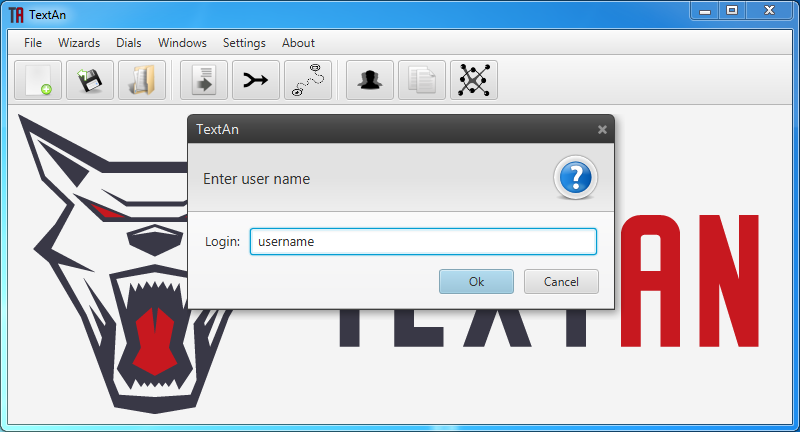 TA TextAn
File Wizards Dials Windows Settings About
TextAn
Enter user name
Login: username
Ok Cancel
TEXTAN